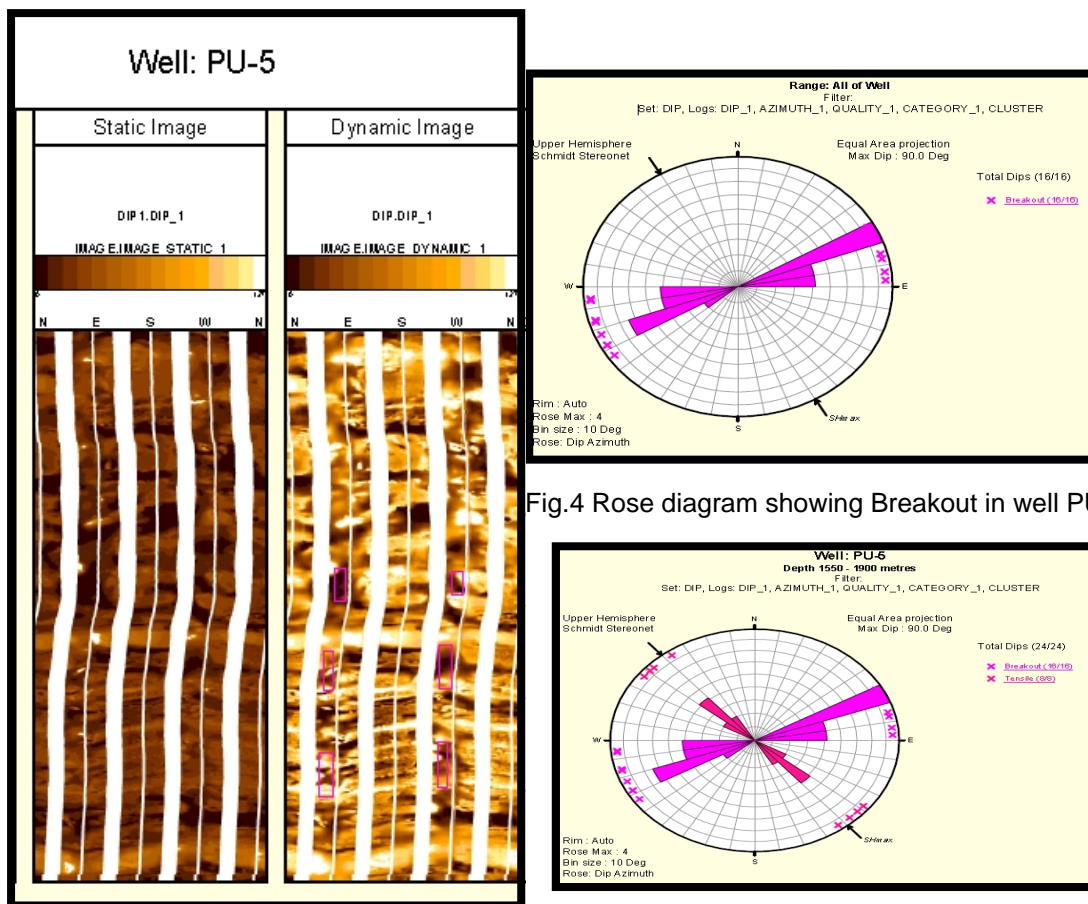 Well: PU-5
Static Image
Dynamic Image
DIP1.DIP_1
DIP.DIP_1
IMAGE.IMAGE_STATIC_1
IMAGE.IMAGE_DYNAMIC_1
N E S W N
N E S W N
Range: All of Well
Filter:
Set: DIP, Logs: DIP_1, AZIMUTH_1, QUALITY_1, CATEGORY_1, CLUSTER
Upper Hemisphere
Schmidt Stereonet
N
Equal Area projection
Max Dip : 90.0 Deg
Total Dips (16/16)
Breakout (16/16)
W
E
Rim : Auto
Rose Max : 4
Bin size : 10 Deg
Rose: Dip Azimuth
S
SHmax
Fig.4 Rose diagram showing Breakout in well PU
Well: PU-5
Depth 1550 - 1900 metres
Filter:
Set: DIP, Logs: DIP_1, AZIMUTH_1, QUALITY_1, CATEGORY_1, CLUSTER
Upper Hemisphere
Schmidt Stereonet
N
Equal Area projection
Max Dip : 90.0 Deg
Total Dips (24/24)
Breakout (16/16)
Tensile (8/8)
W
E
Rim : Auto
Rose Max : 4
Bin size : 10 Deg
Rose: Dip Azimuth
S
SHmax